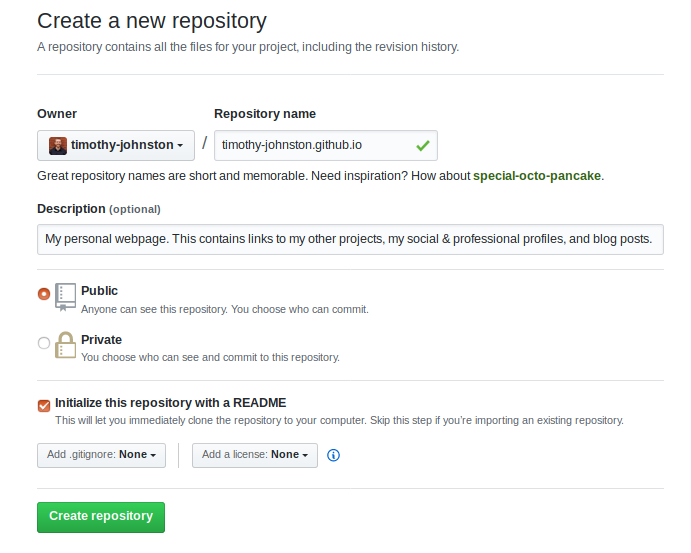 Create a new repository
A repository contains all the files for your project, including the revision history.
Owner Repository name
timothy-johnston / timothy-johnston.github.io
Great repository names are short and memorable. Need inspiration? How about special-octo-pancake.
Description (optional)
My personal webpage. This contains links to my other projects, my social & professional profiles, and blog posts.
Public
Anyone can see this repository. You choose who can commit.
Private
You choose who can see and commit to this repository.
Initialize this repository with a README
This will let you immediately clone the repository to your computer. Skip this step if you're importing an existing repository.
Add .gitignore: None Add a license: None
Create repository